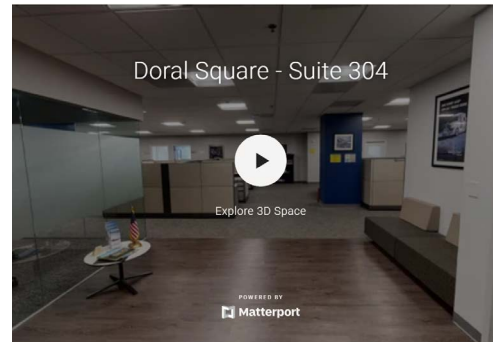 Doral Square - Suite 304
Explore 3D Space
POWERED BY
Matterport